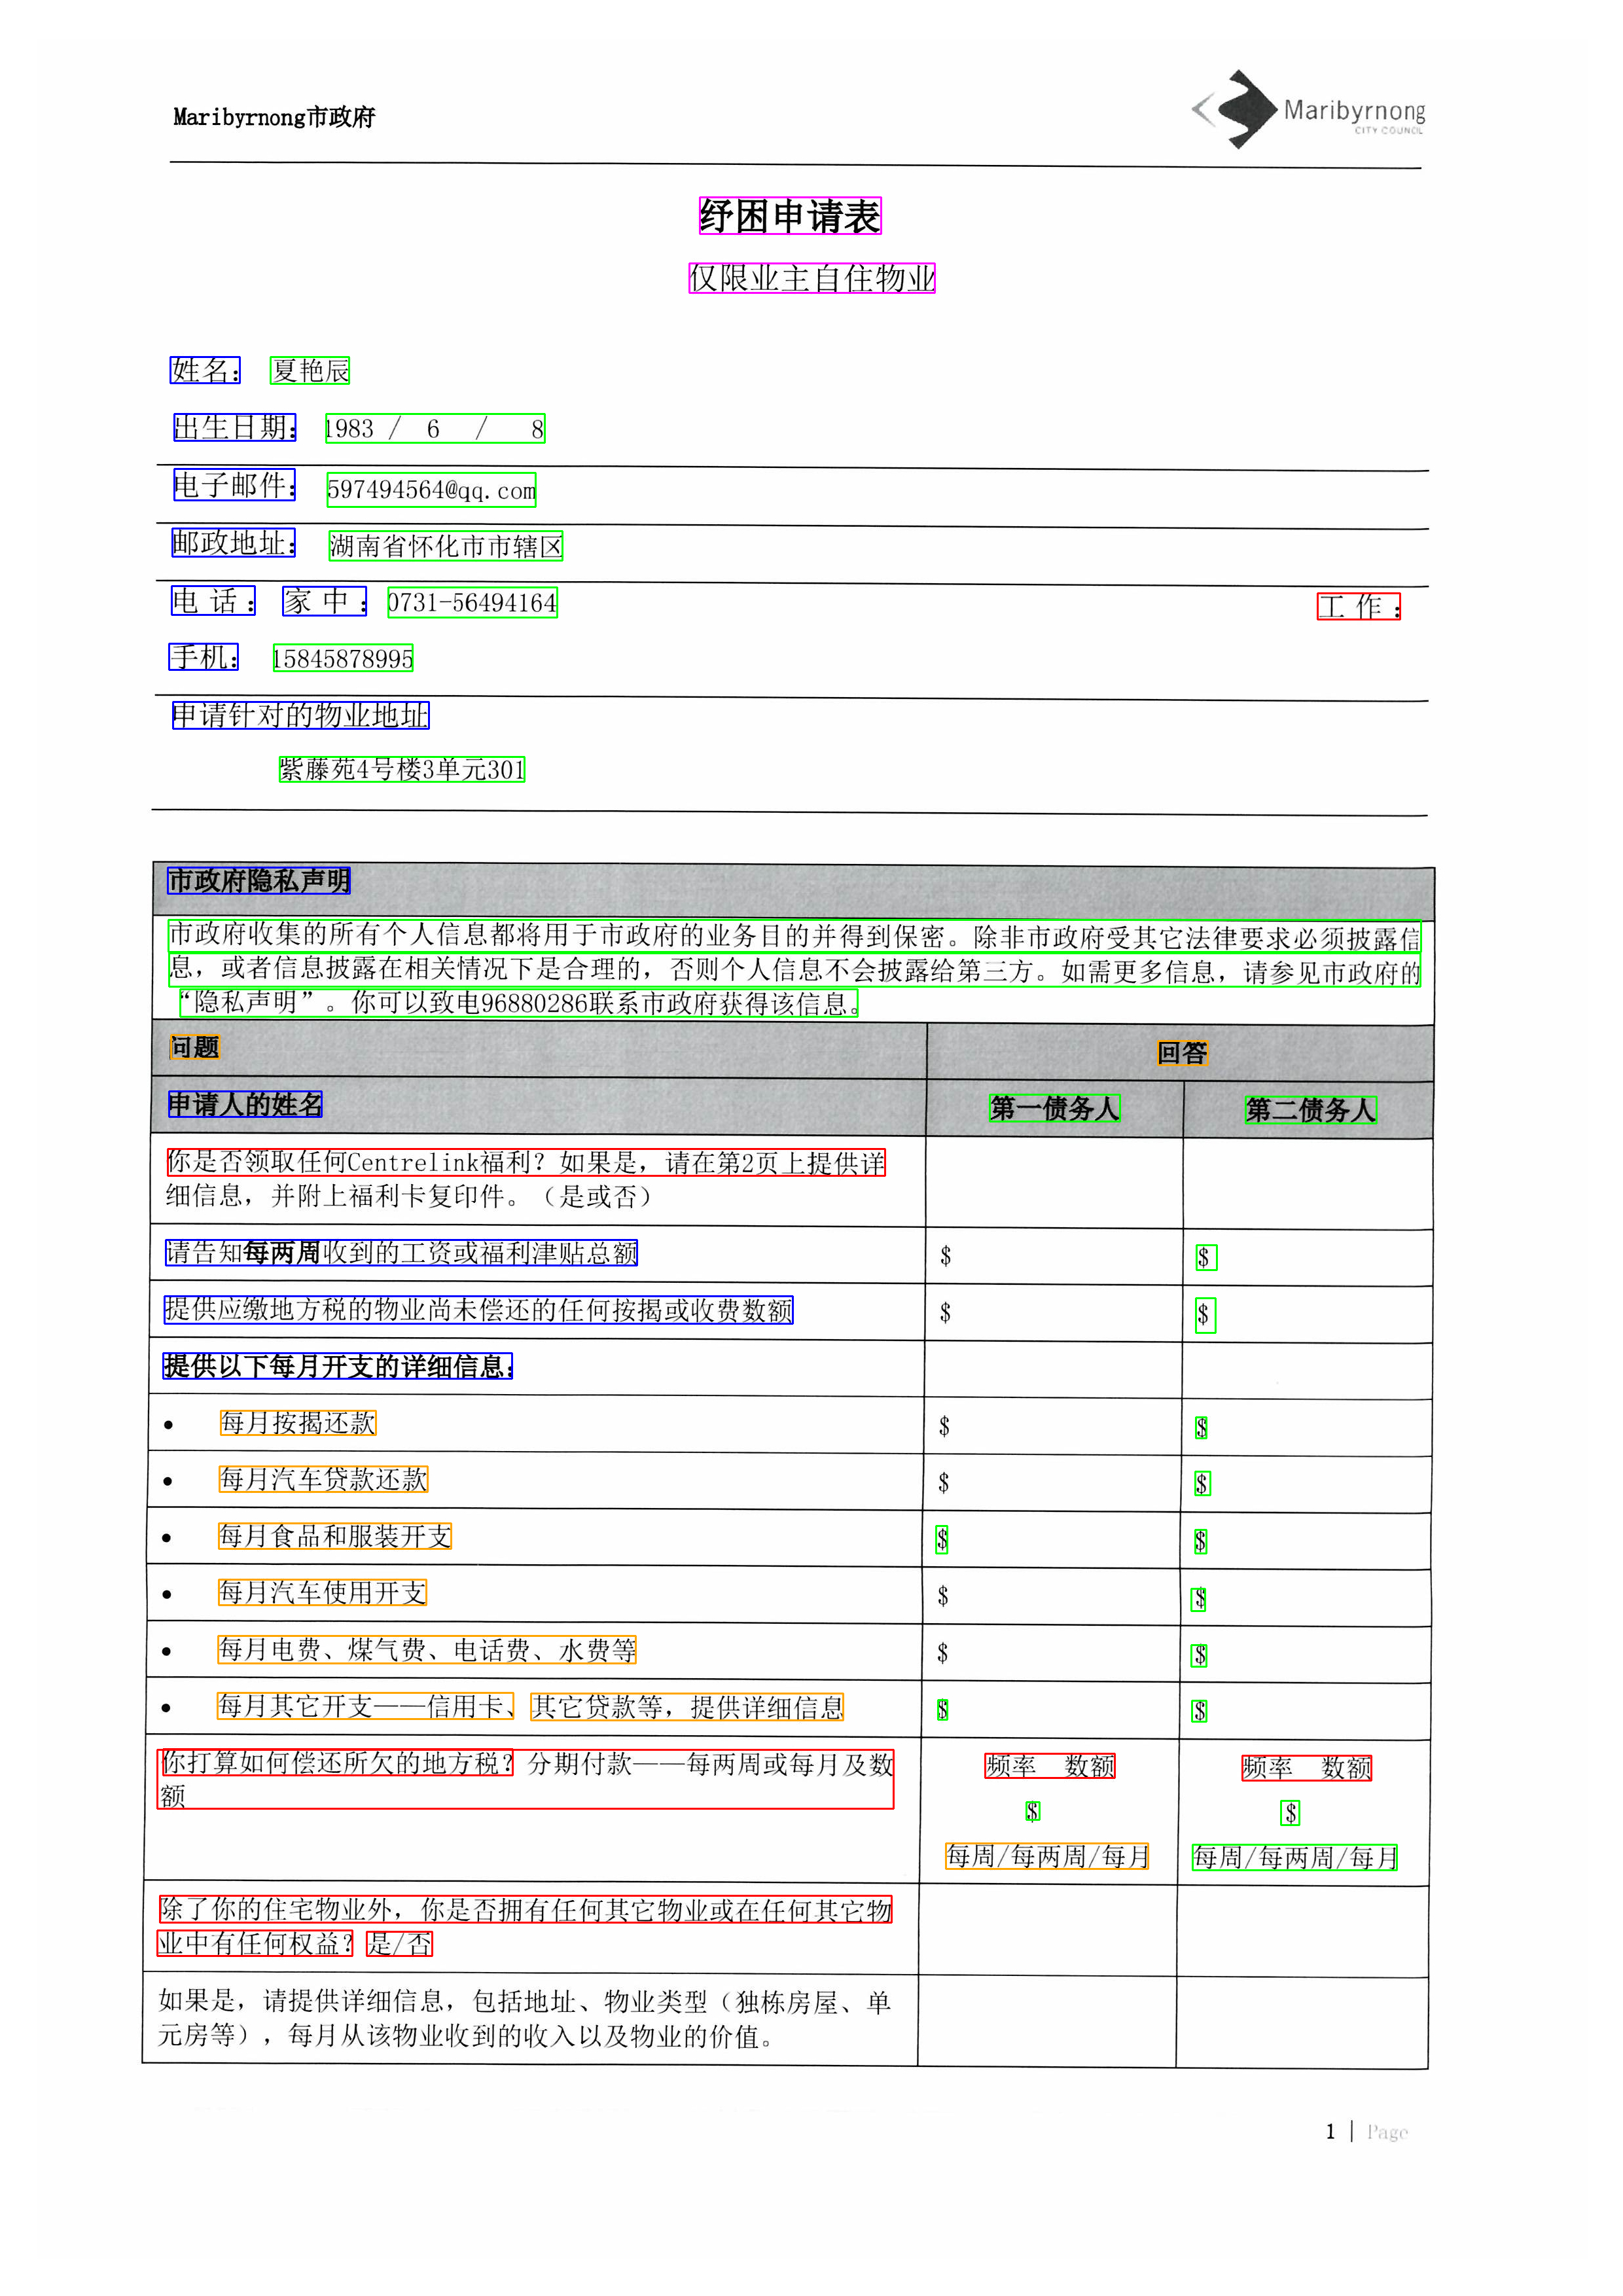 Maribyrnong市政府
Maribyrnong
CITY COUNCIL
纾困申请表
仅限业主自住物业
姓名： 夏艳辰
出生日期： 1983 / 6 / 8
电子邮件： 597494564@qq.com
邮政地址： 湖南省怀化市市辖区
电 话： 家 中： 0731-56494164 工 作：
手机： 15845878995
申请针对的物业地址
紫藤苑4号楼3单元301
市政府隐私声明
市政府收集的所有个人信息都将用于市政府的业务目的并得到保密。除非市政府受其它法律要求必须披露信
息，或者信息披露在相关情况下是合理的，否则个人信息不会披露给第三方。如需更多信息，请参见市政府的
“隐私声明”。你可以致电96880286联系市政府获得该信息。
问题 回答
申请人的姓名 第一债务人 第二债务人
你是否领取任何Centrelink福利？如果是，请在第2页上提供详
细信息，并附上福利卡复印件。（是或否）
请告知每两周收到的工资或福利津贴总额 $ $
提供应缴地方税的物业尚未偿还的任何按揭或收费数额 $ $
提供以下每月开支的详细信息：
• 每月按揭还款 $ $
• 每月汽车贷款还款 $ $
• 每月食品和服装开支 $ $
• 每月汽车使用开支 $ $
• 每月电费、煤气费、电话费、水费等 $ $
• 每月其它开支——信用卡、其它贷款等，提供详细信息 $ $
你打算如何偿还所欠的地方税？分期付款——每两周或每月及数
额
频率 数额 频率 数额
$ $
每周/每两周/每月 每周/每两周/每月
除了你的住宅物业外，你是否拥有任何其它物业或在任何其它物
业中有任何权益？是/否
如果是，请提供详细信息，包括地址、物业类型（独栋房屋、单
元房等），每月从该物业收到的收入以及物业的价值。
1 | Page